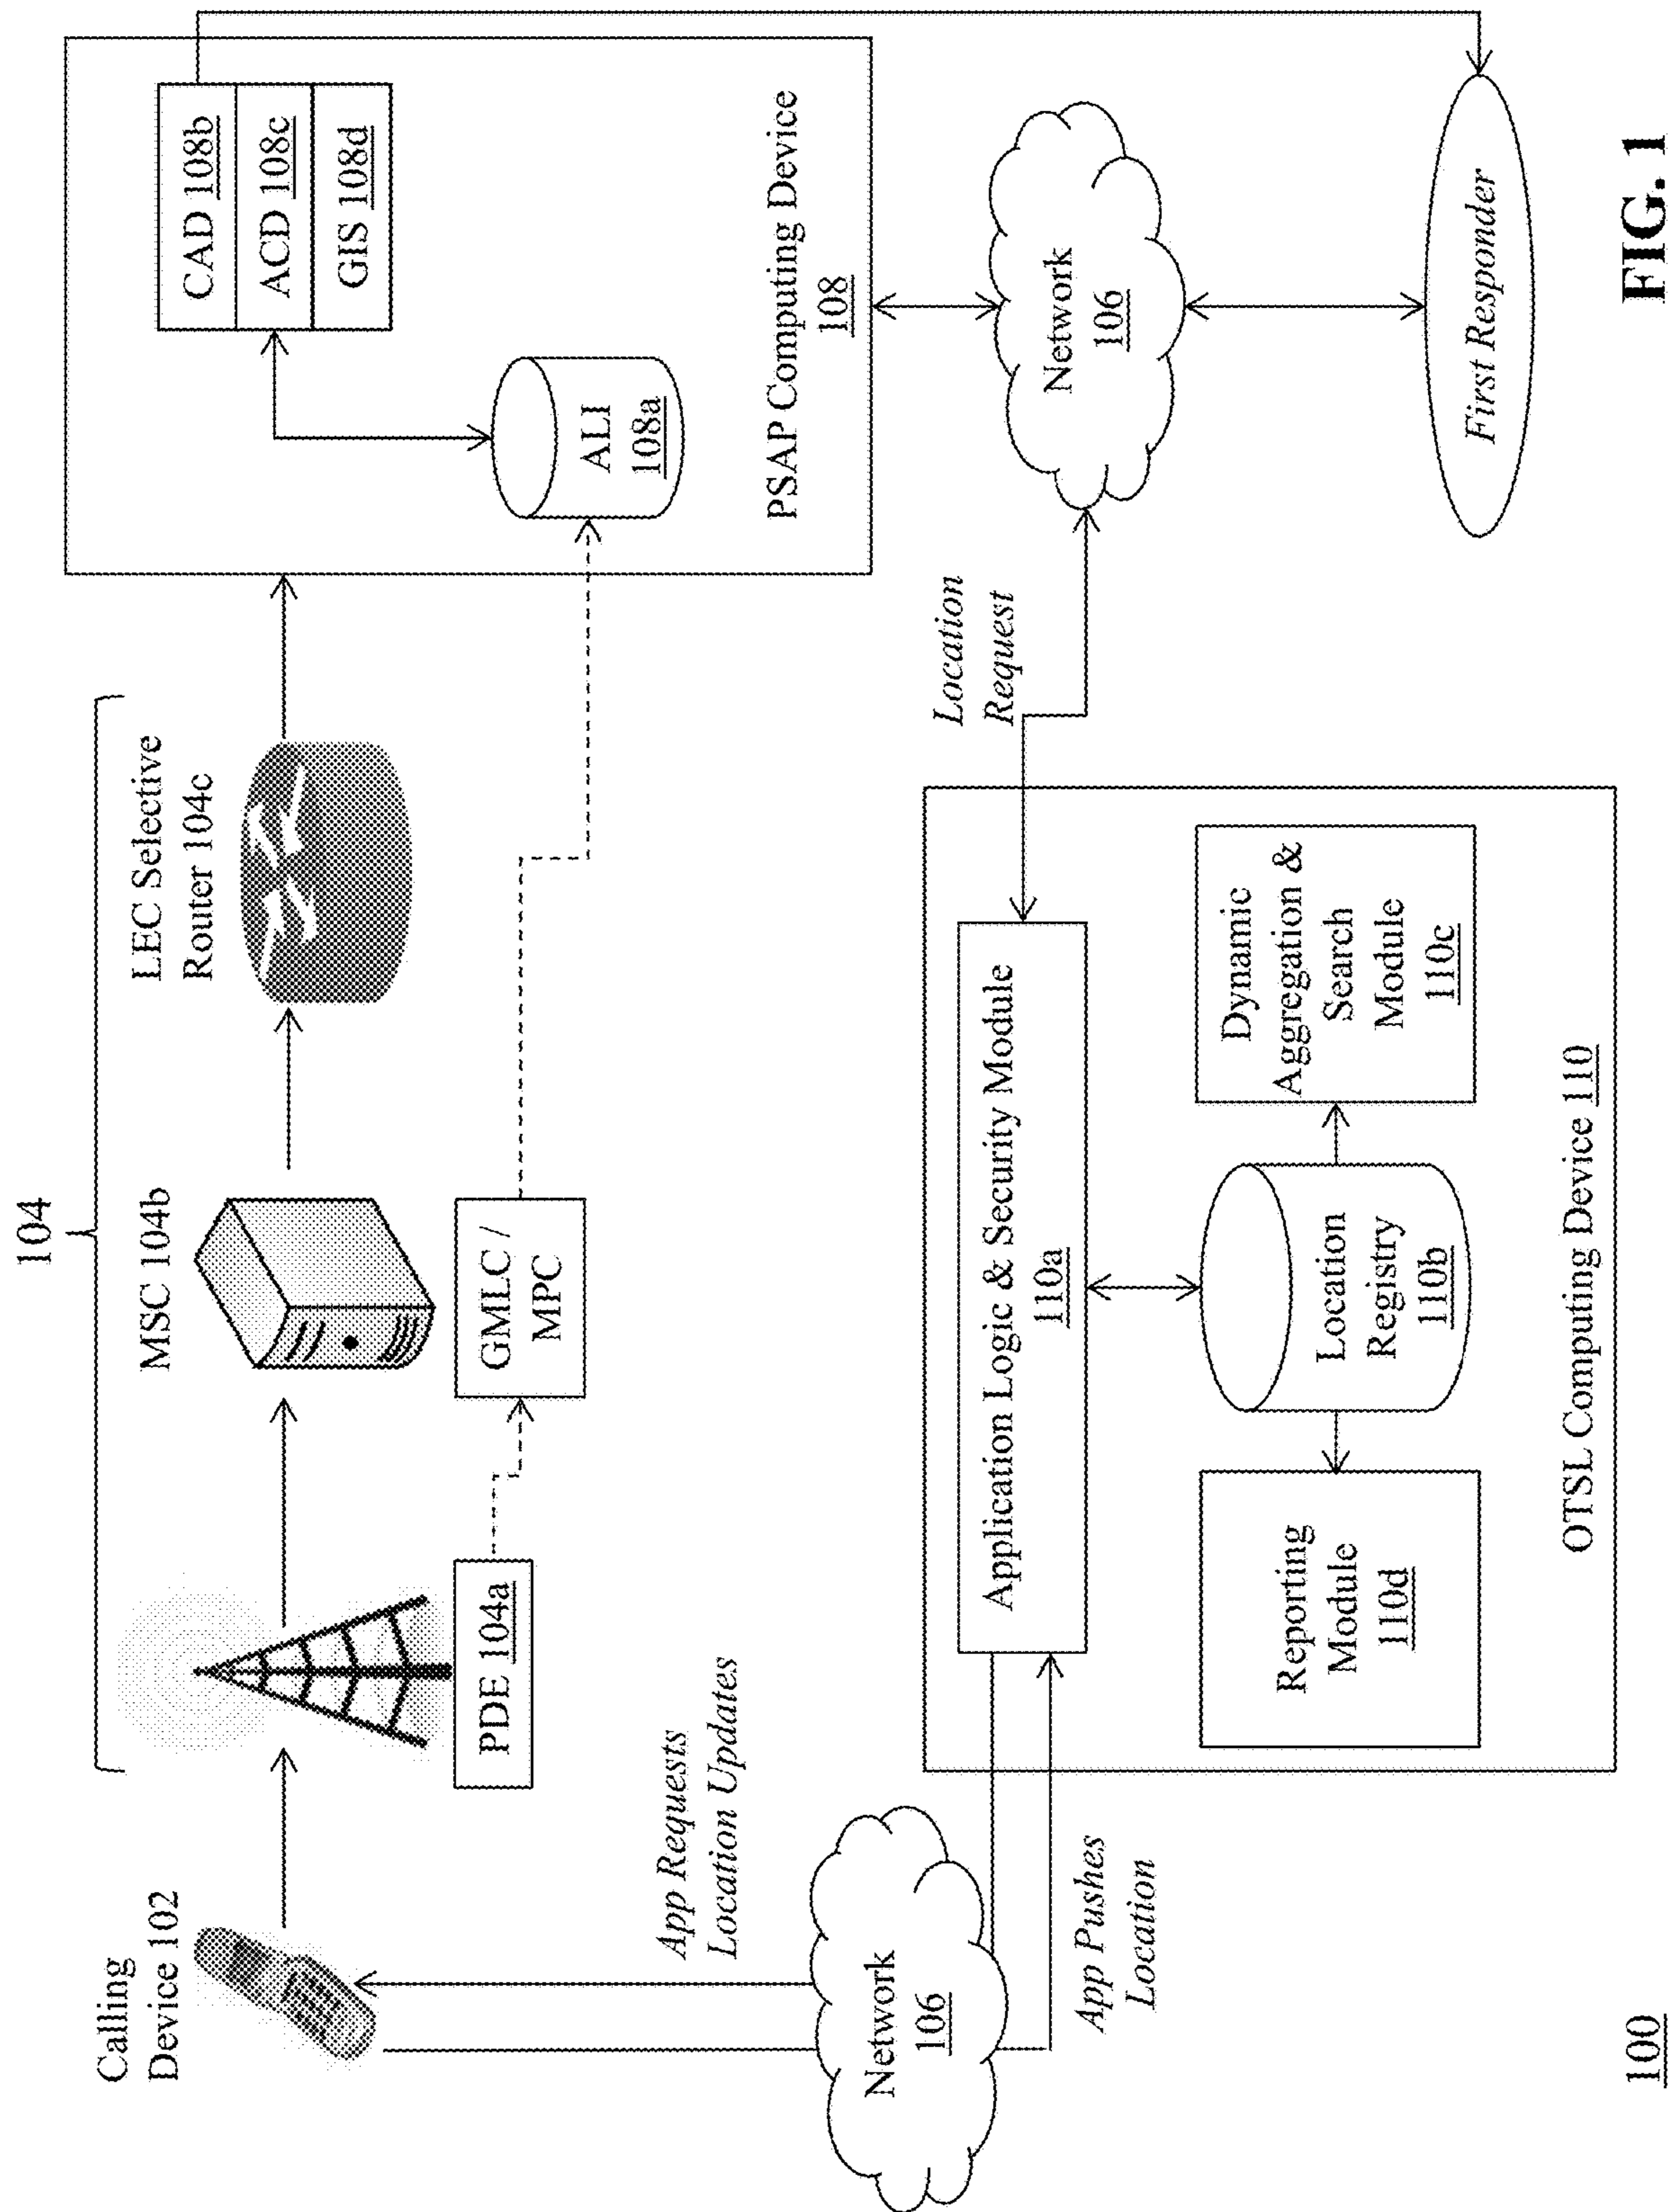 104
Calling
Device 102
MSC 104b
LEC Selective
Router 104c
PDE 104a
GMLC /
MPC
CAD 108b
ACD 108c
GIS 108d
ALI
108a
PSAP Computing Device
108
App Requests
Location Updates
Network
106
App Pushes
Location
Location
Request
Network
106
Application Logic & Security Module
110a
Reporting
Module
110d
Location
Registry
110b
Dynamic
Aggregation &
Search
Module
110c
OTSL Computing Device 110
First Responder
100
FIG. 1